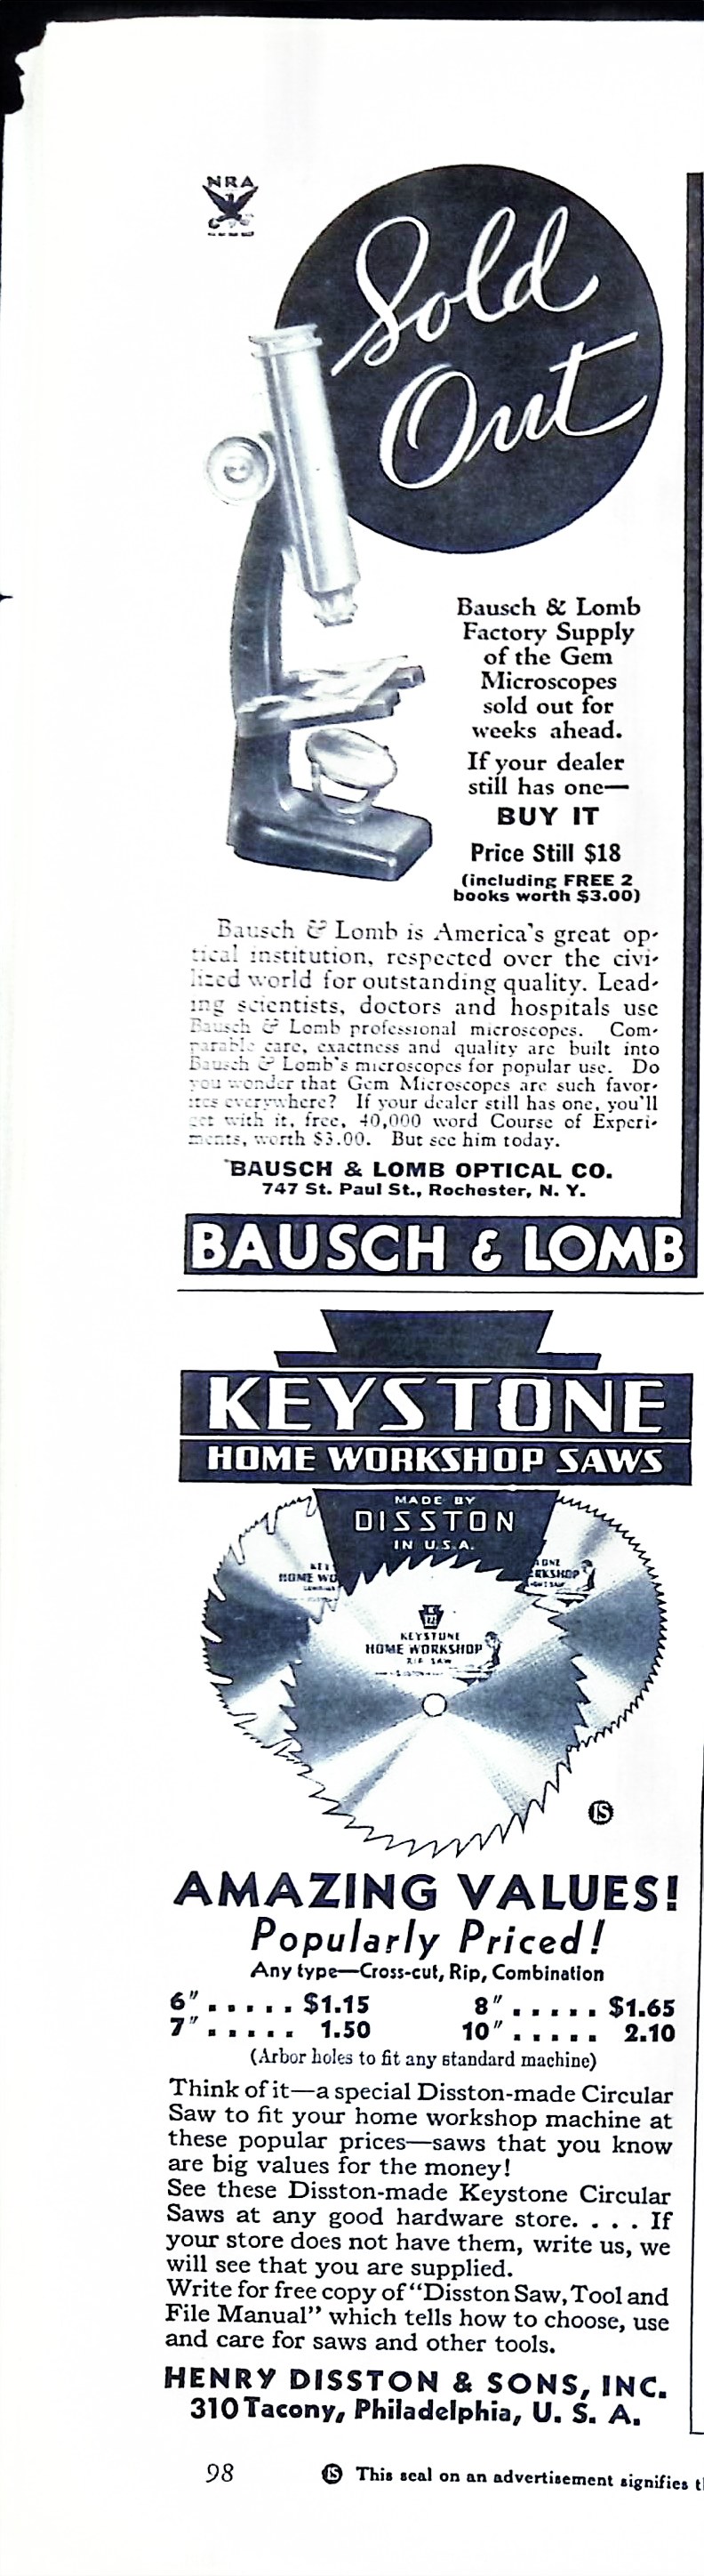 NRA
Sold
Out
Bausch & Lomb
Factory Supply
of the Gem
Microscopes
sold out for
weeks ahead.
If your dealer
still has one—
BUY IT
Price Still $18
(including FREE 2
books worth $3.00)
Bausch & Lomb is America's great op-
tical institution, respected over the civi-
lized world for outstanding quality. Lead-
ing scientists, doctors and hospitals use
Bausch & Lomb professional microscopes. Com-
parable care, exactness and quality are built into
Bausch & Lomb's microscopes for popular use. Do
you wonder that Gem Microscopes are such favor-
ites everywhere? If your dealer still has one, you'll
get with it, free, 40,000 word Course of Experi-
ments, worth $3.00. But see him today.
BAUSCH & LOMB OPTICAL CO.
747 St. Paul St., Rochester, N. Y.
BAUSCH & LOMB
KEYSTONE
HOME WORKSHOP SAWS
MADE BY
DISSTON
IN U.S.A.
KEY
HOME WO
ONE
RKSHOP
KEYSTONE
HOME WORKSHOP
RIP SAW
IS
AMAZING VALUES!
Popularly Priced!
Any type—Cross-cut, Rip, Combination
6" ..... $1.15 8" ..... $1.65
7" ..... 1.50 10" ..... 2.10
(Arbor holes to fit any standard machine)
Think of it—a special Disston-made Circular
Saw to fit your home workshop machine at
these popular prices—saws that you know
are big values for the money!
See these Disston-made Keystone Circular
Saws at any good hardware store. . . . If
your store does not have them, write us, we
will see that you are supplied.
Write for free copy of "Disston Saw, Tool and
File Manual" which tells how to choose, use
and care for saws and other tools.
HENRY DISSTON & SONS, INC.
310 Tacony, Philadelphia, U. S. A.
98 IS This seal on an advertisement signifies t